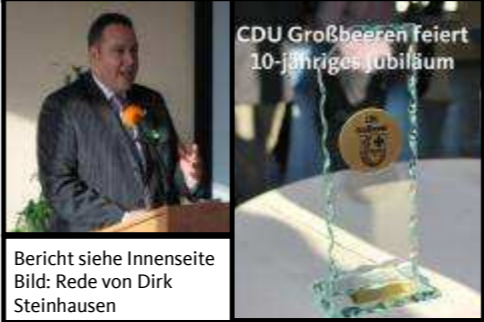 CDU Großbeeren feiert
10-jähriges Jubiläum
Bericht siehe Innenseite
Bild: Rede von Dirk
Steinhausen